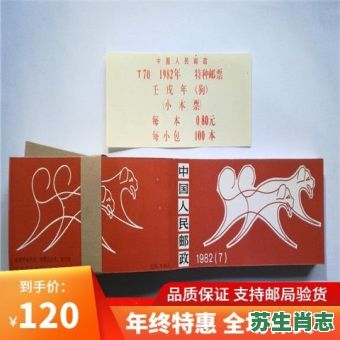 中国人民邮政
T70 1982年 特种邮票
壬戌年(狗)
(小本票)
每 本 0.80元
每小包 100本
中国人民邮政
1982(7)
到手价:
¥120
品质保证 支持邮局验货
年终特惠 全
苏生肖志